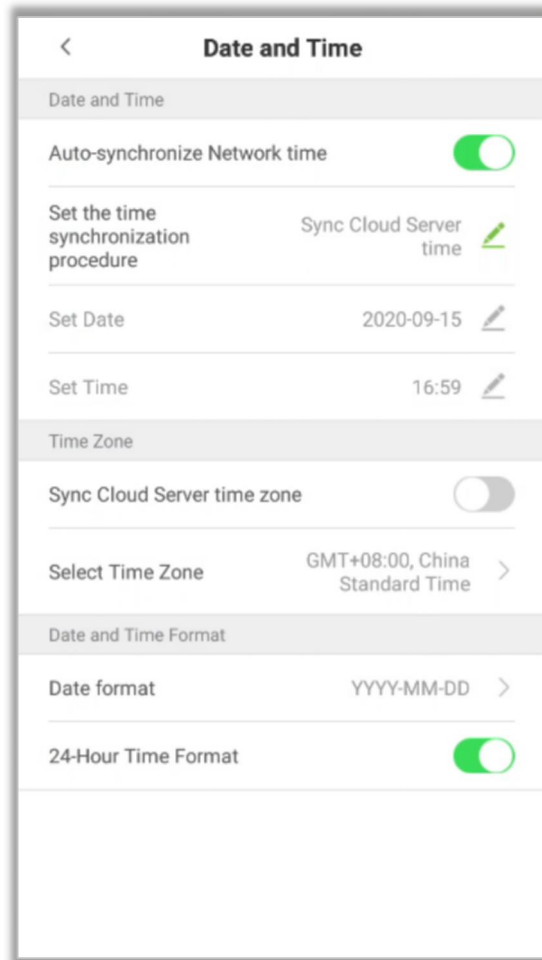 Date and Time
Date and Time
Auto-synchronize Network time
Set the time
synchronization
procedure
Sync Cloud Server
time
Set Date
2020-09-15
Set Time
16:59
Time Zone
Sync Cloud Server time zone
Select Time Zone
GMT+08:00, China
Standard Time
Date and Time Format
Date format
YYYY-MM-DD
24-Hour Time Format